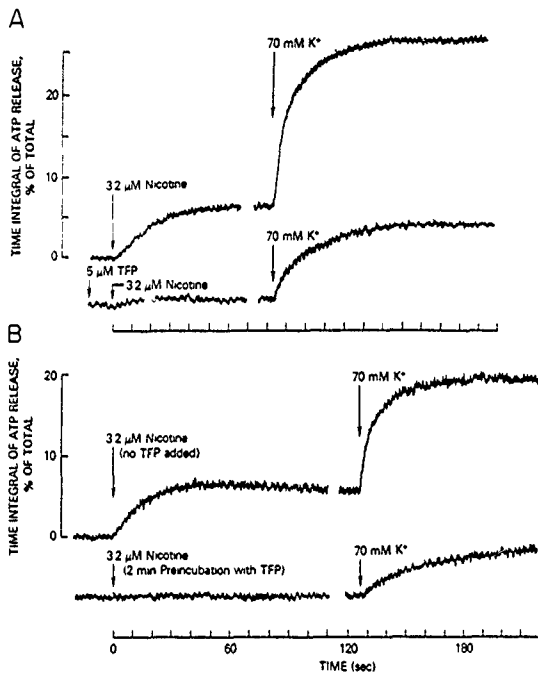 A
TIME INTEGRAL OF ATP RELEASE,
% OF TOTAL
20
10
0
32 μM Nicotine
70 mM K+
5 μM TFP
32 μM Nicotine
70 mM K+
B
TIME INTEGRAL OF ATP RELEASE,
% OF TOTAL
20
10
0
32 μM Nicotine
(no TFP added)
70 mM K+
32 μM Nicotine
(2 min Preincubation with TFP)
70 mM K+
0 60 120 180
TIME (sec)